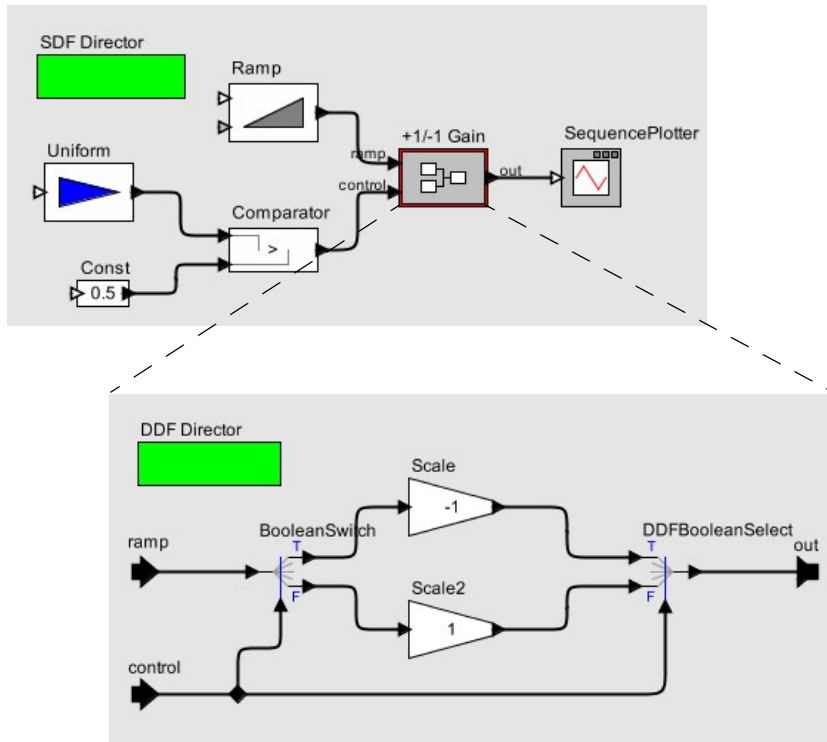 SDF Director
Ramp
+1/-1 Gain
SequencePlotter
ramp
out
control
Uniform
Comparator
>
Const
0.5
DDF Director
Scale
-1
BooleanSwitch
DDFBooleanSelect
ramp
T
T
out
F
F
Scale2
1
control